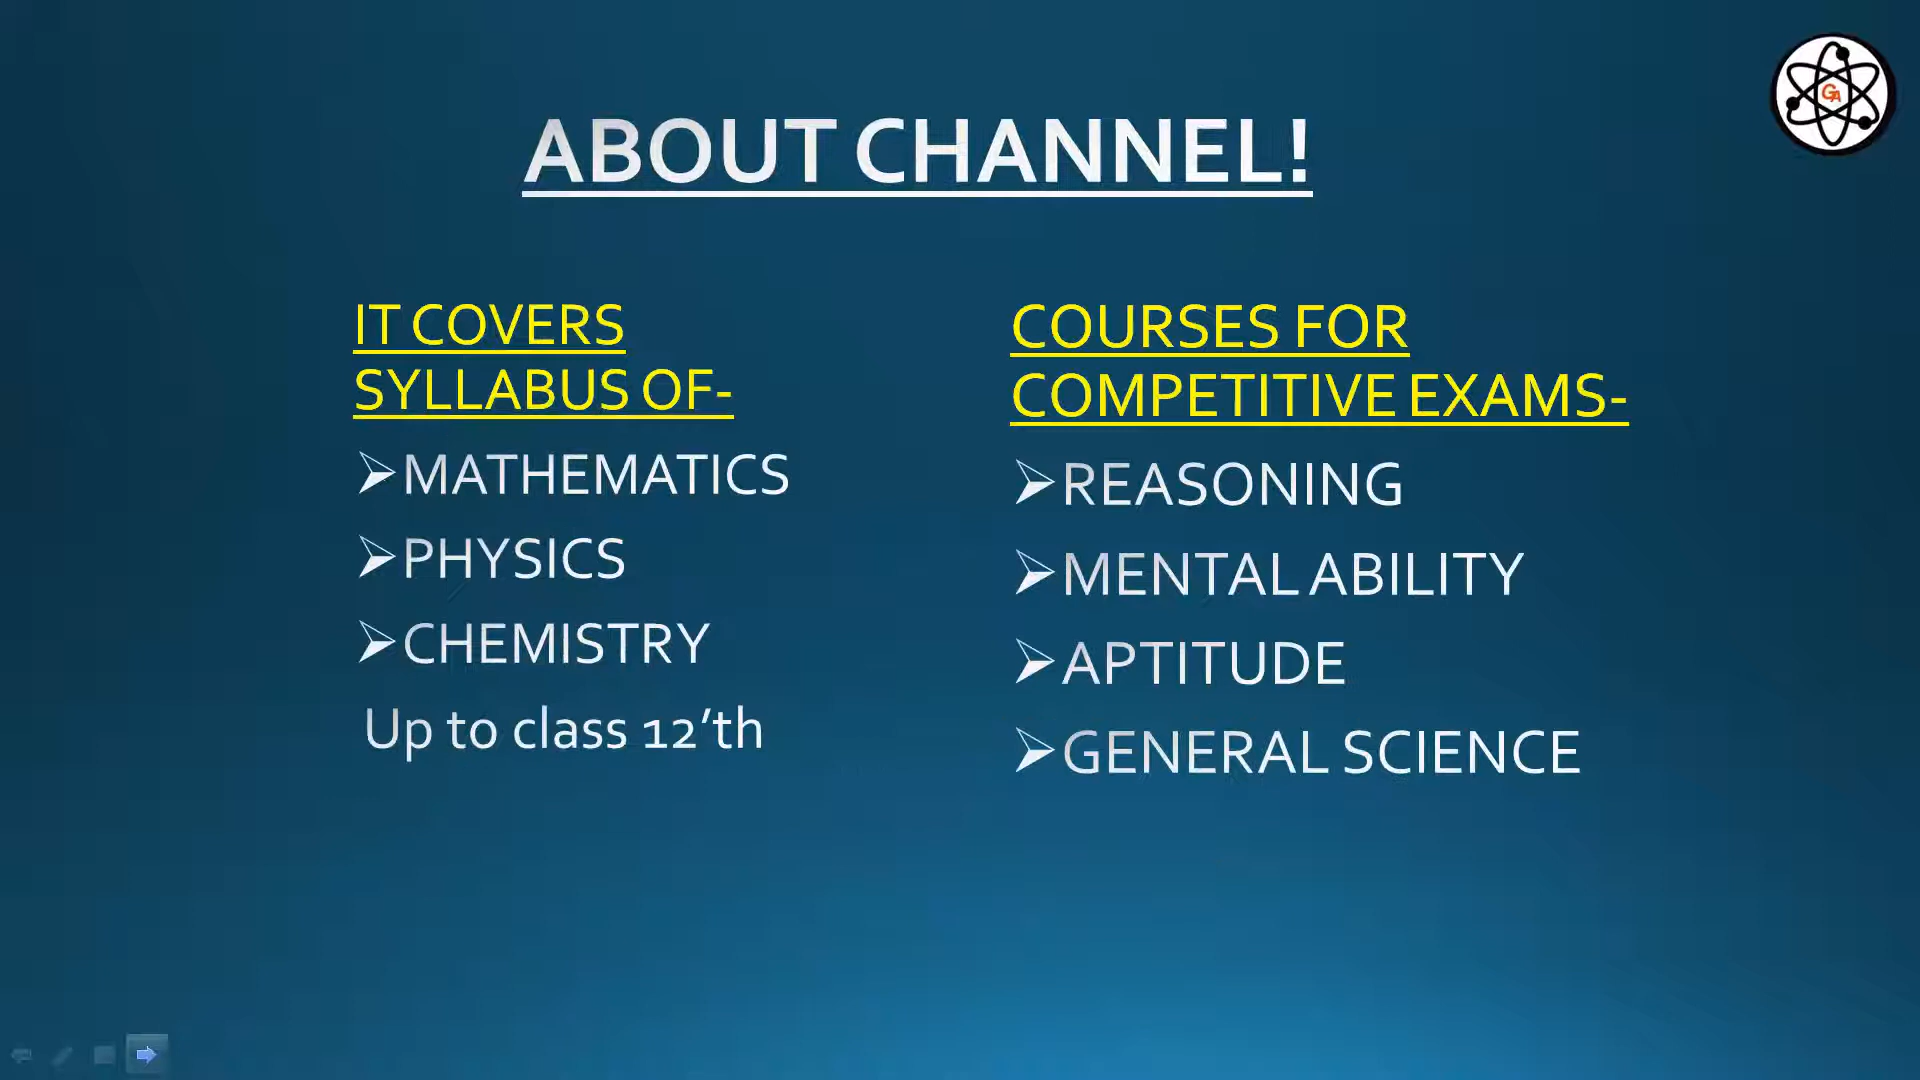 ABOUT CHANNEL!
GA
IT COVERS
SYLLABUS OF-
MATHEMATICS
PHYSICS
CHEMISTRY
Up to class 12'th
COURSES FOR
COMPETITIVE EXAMS-
REASONING
MENTAL ABILITY
APTITUDE
GENERAL SCIENCE